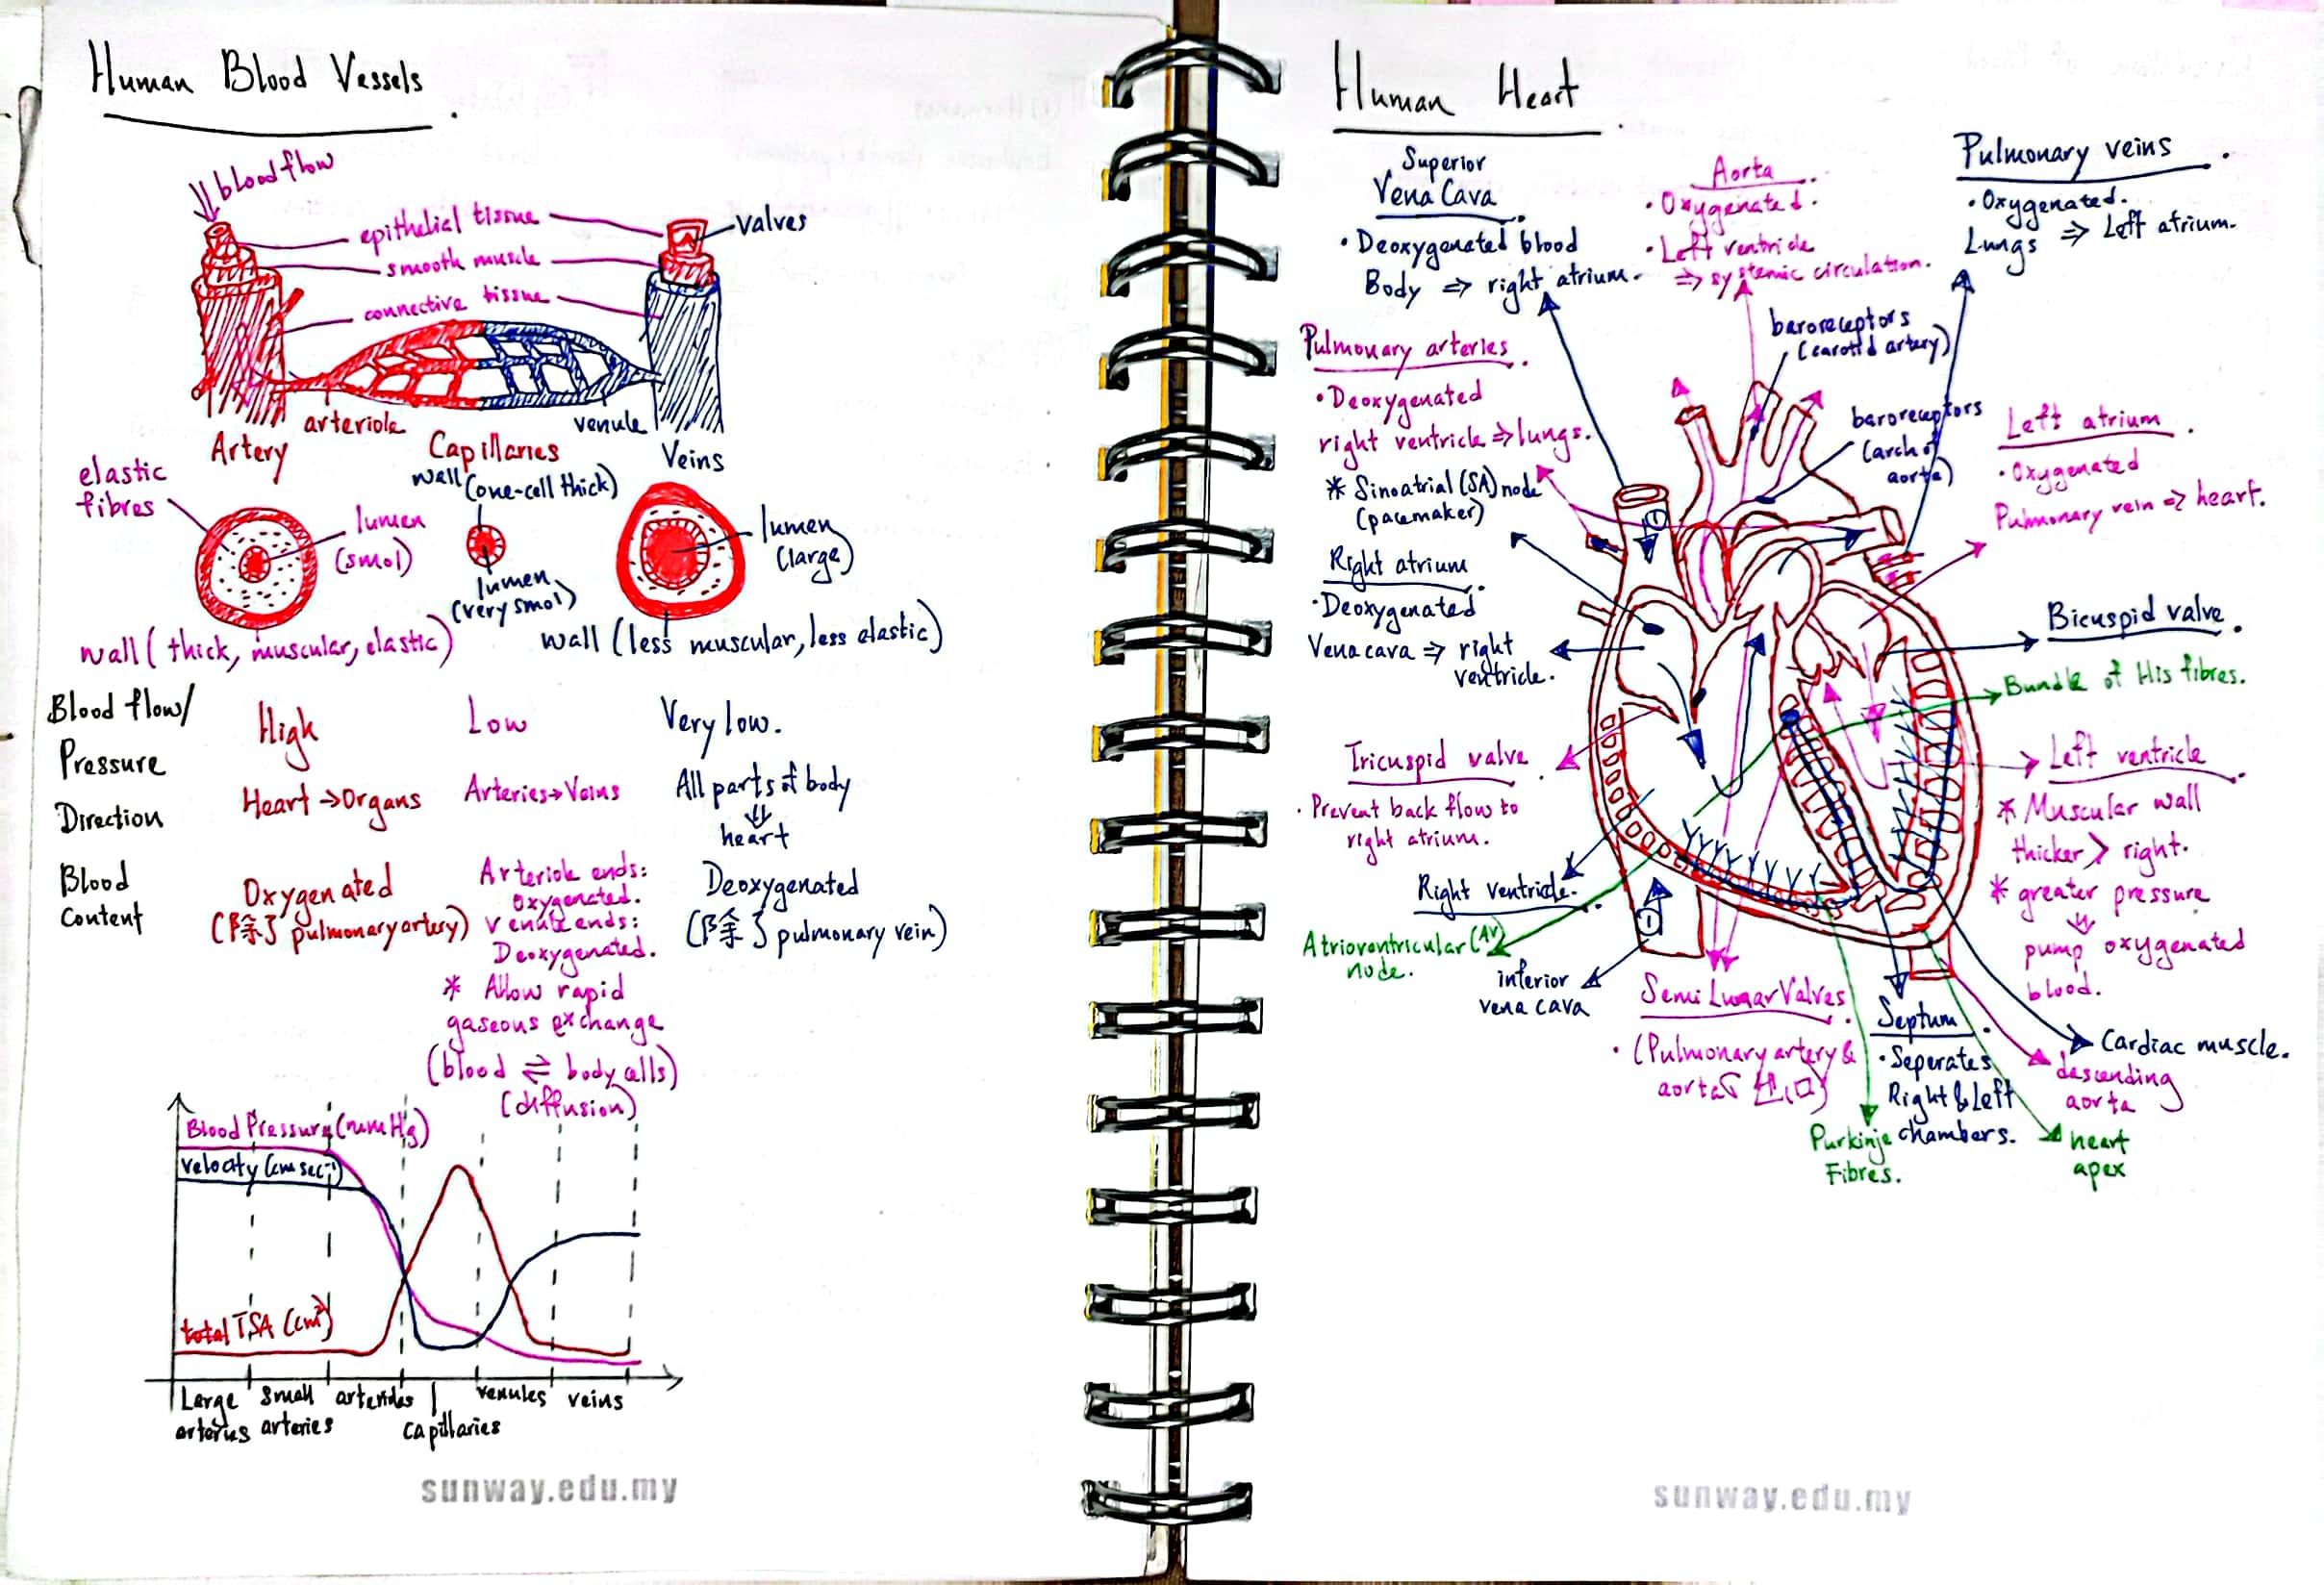 Human Blood Vessels.
blood flow
epithelial tissue
valves
smooth muscle
connective tissue
arteriole
venule
Artery
Capillaries
Veins
elastic
fibres
wall (one-cell thick)
lumen
(smol)
lumen
(very smol)
lumen
(large)
wall (thick, muscular, elastic)
wall (less muscular, less elastic)
Blood flow/
Pressure
High
Low
Very low.
Direction
Heart → Organs
Arteries → Veins
All parts of body
⇓
heart
Blood
Content
Oxygenated
(除了 pulmonary artery)
Arteriole ends:
Oxygenated.
Venule ends:
Deoxygenated.
* Allow rapid
gaseous exchange
(blood ⇌ body cells)
(diffusion)
Deoxygenated
(除了 pulmonary vein)
Blood Pressure (mmHg)
velocity (cm sec⁻¹)
total TSA (cm²)
Large
arteries
small
arteries
arterioles
capillaries
venules
veins
sunway.edu.my
Human Heart.
Superior
Vena Cava.
• Deoxygenated blood
Body ⇒ right atrium.
Aorta.
• Oxygenated.
• Left ventricle
⇒ systemic circulation.
Pulmonary veins.
• Oxygenated.
Lungs ⇒ Left atrium.
baroreceptors
(carotid artery)
Pulmonary arteries.
• Deoxygenated
right ventricle ⇒ lungs.
baroreceptors
(arch of
aorta)
Left atrium.
• Oxygenated
Pulmonary vein ⇒ heart.
* Sinoatrial (SA) node
(pacemaker)
Right atrium.
• Deoxygenated
Vena cava ⇒ right
ventricle.
①
Bicuspid valve.
Bundle of His fibres.
Tricuspid valve.
• Prevent back flow to
right atrium.
Left ventricle.
* Muscular wall
thicker > right.
* greater pressure
⇓
pump oxygenated
blood.
Right ventricle.
①
Atrioventricular (AV)
node.
inferior
vena cava
Semi Lunar Valves.
• (Pulmonary artery &
aorta
Septum.
• Seperates
Right & Left
chambers.
Cardiac muscle.
descending
aorta
Purkinje
Fibres.
heart
apex
sunway.edu.my